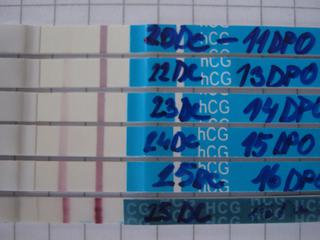 20DC - 11DPO
hCG
22DC 13DPO
hCG
23DC 14DPO
hCG
24DC 15DPO
hCG
25DC 16DPO
HCG HCG
25DC